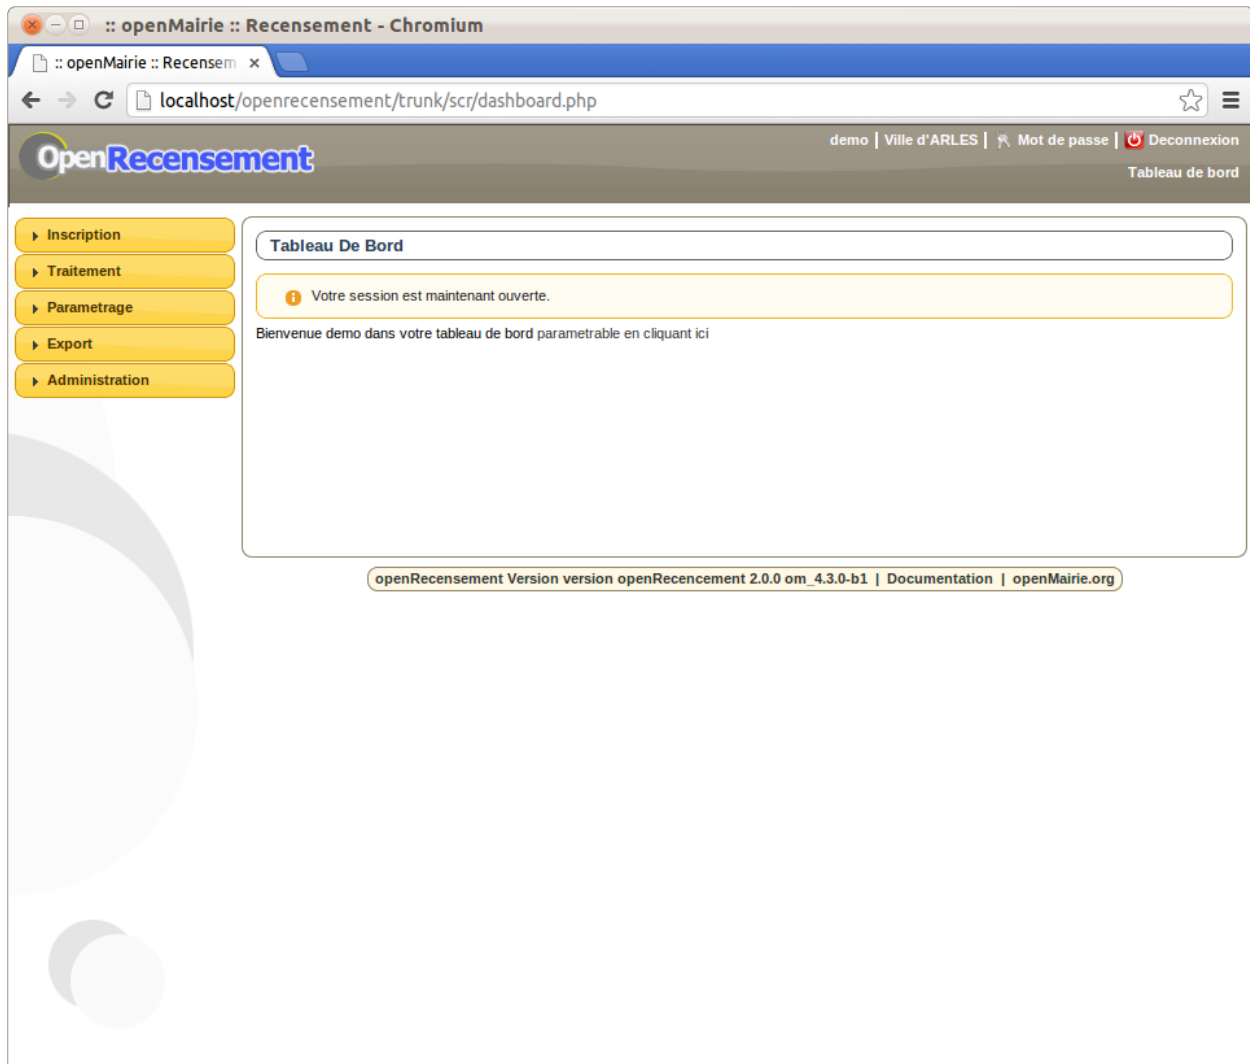 :: openMairie :: Recensement - Chromium
:: openMairie :: Recensem
localhost/openrecensement/trunk/scr/dashboard.php
OpenRecensement
demo | Ville d'ARLES | Mot de passe | Deconnexion
Tableau de bord
Inscription
Traitement
Parametrage
Export
Administration
Tableau De Bord
Votre session est maintenant ouverte.
Bienvenue demo dans votre tableau de bord parametrable en cliquant ici
openRecensement Version version openRecencement 2.0.0 om_4.3.0-b1 | Documentation | openMairie.org